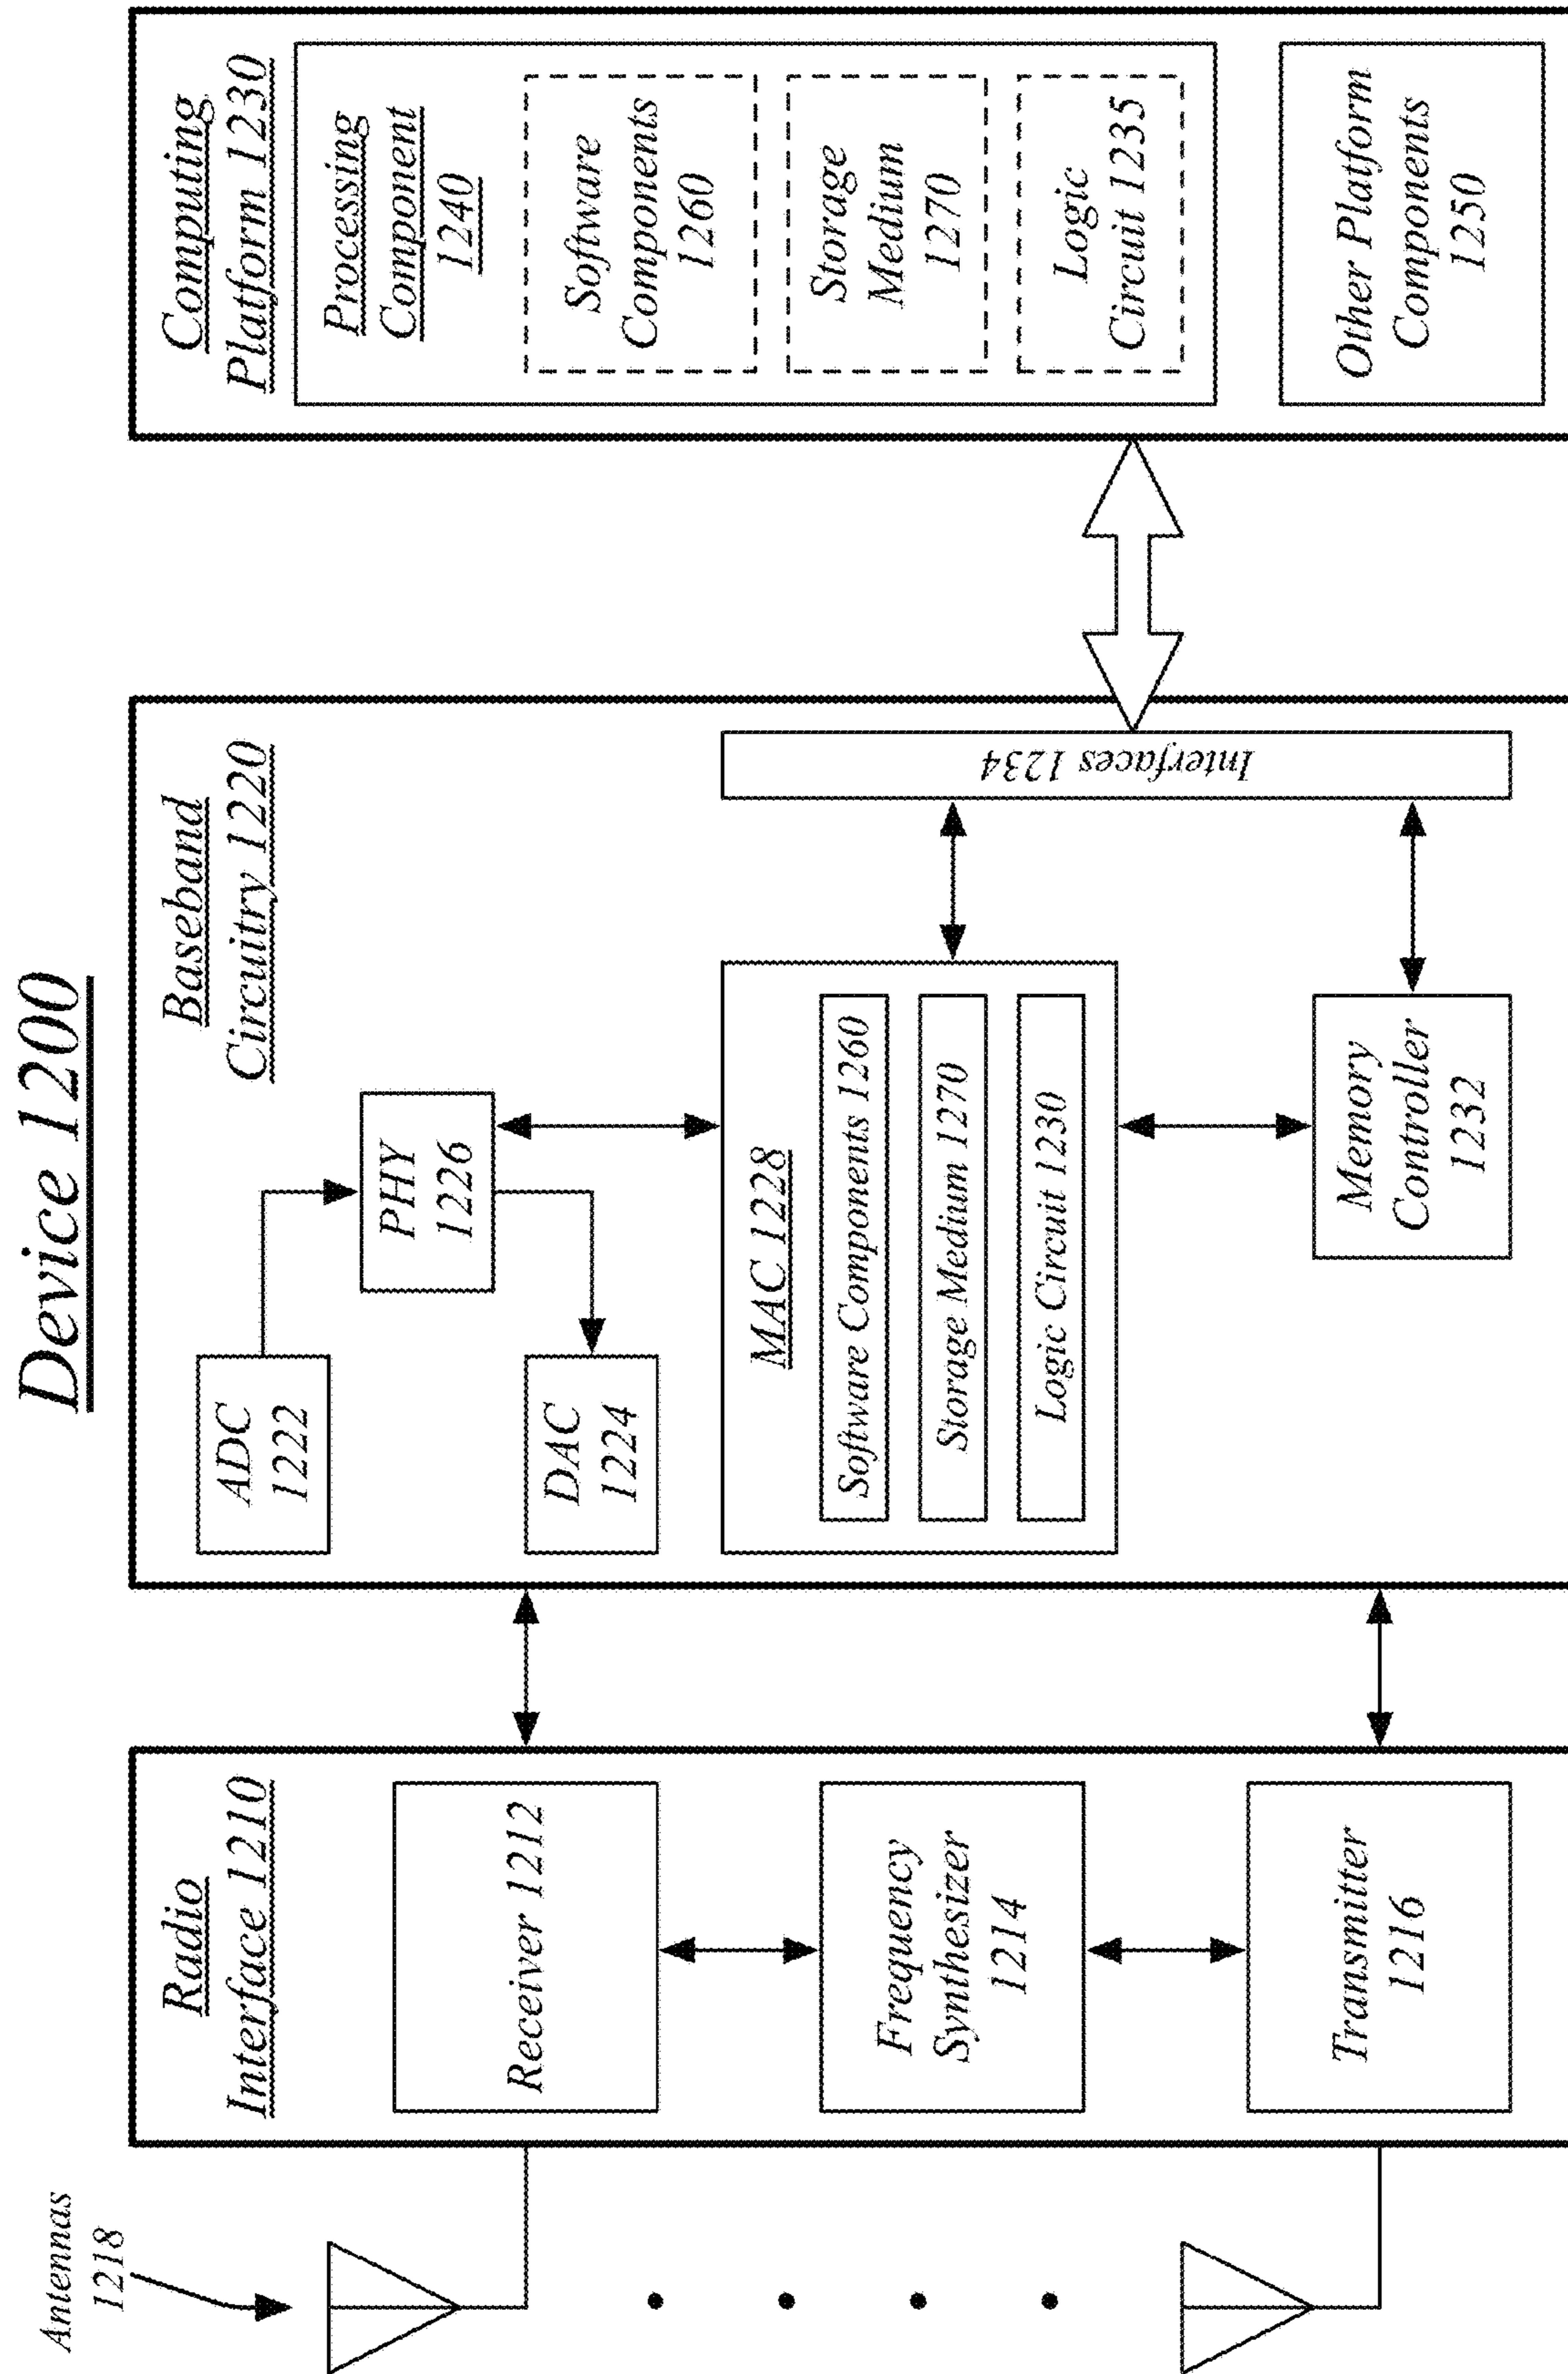 Device 1200
Antennas
1218
Radio
Interface 1210
Receiver 1212
Frequency
Synthesizer
1214
Transmitter
1216
Baseband
Circuitry 1220
ADC
1222
PHY
1226
DAC
1224
MAC 1228
Software Components 1260
Storage Medium 1270
Logic Circuit 1230
Memory
Controller
1232
Interfaces 1234
Computing
Platform 1230
Processing
Component
1240
Software
Components
1260
Storage
Medium
1270
Logic
Circuit 1235
Other Platform
Components
1250